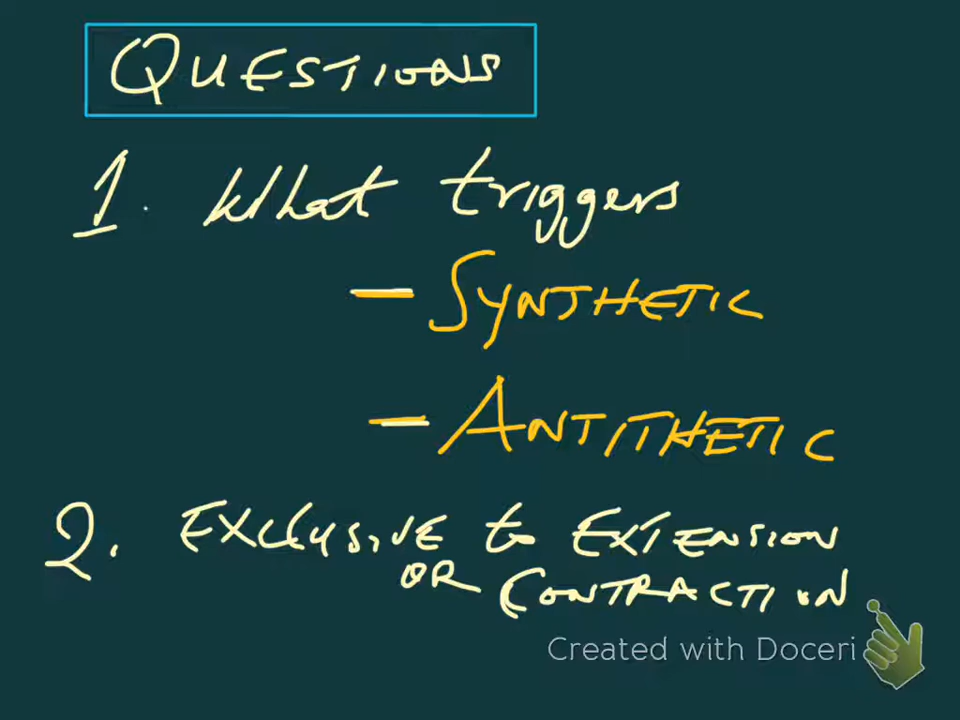 QUESTIONS
1. What triggers
– SYNTHETIC
– ANTITHETIC
2. EXCLUSIVE to EXTENSION
OR CONTRACTION
Created with Doceri